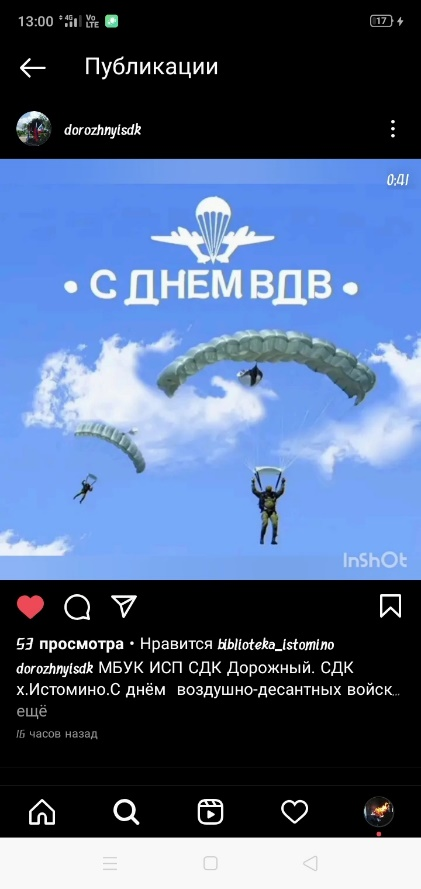 13:00 4G Vo LTE 17
Публикации
dorozhnyisdk
0:41
• С ДНЕМ ВДВ •
InShOt
53 просмотра • Нравится biblioteka_istomino
dorozhnyisdk МБУК ИСП СДК Дорожный. СДК
х.Истомино.С днём воздушно-десантных войск...
ещё
15 часов назад